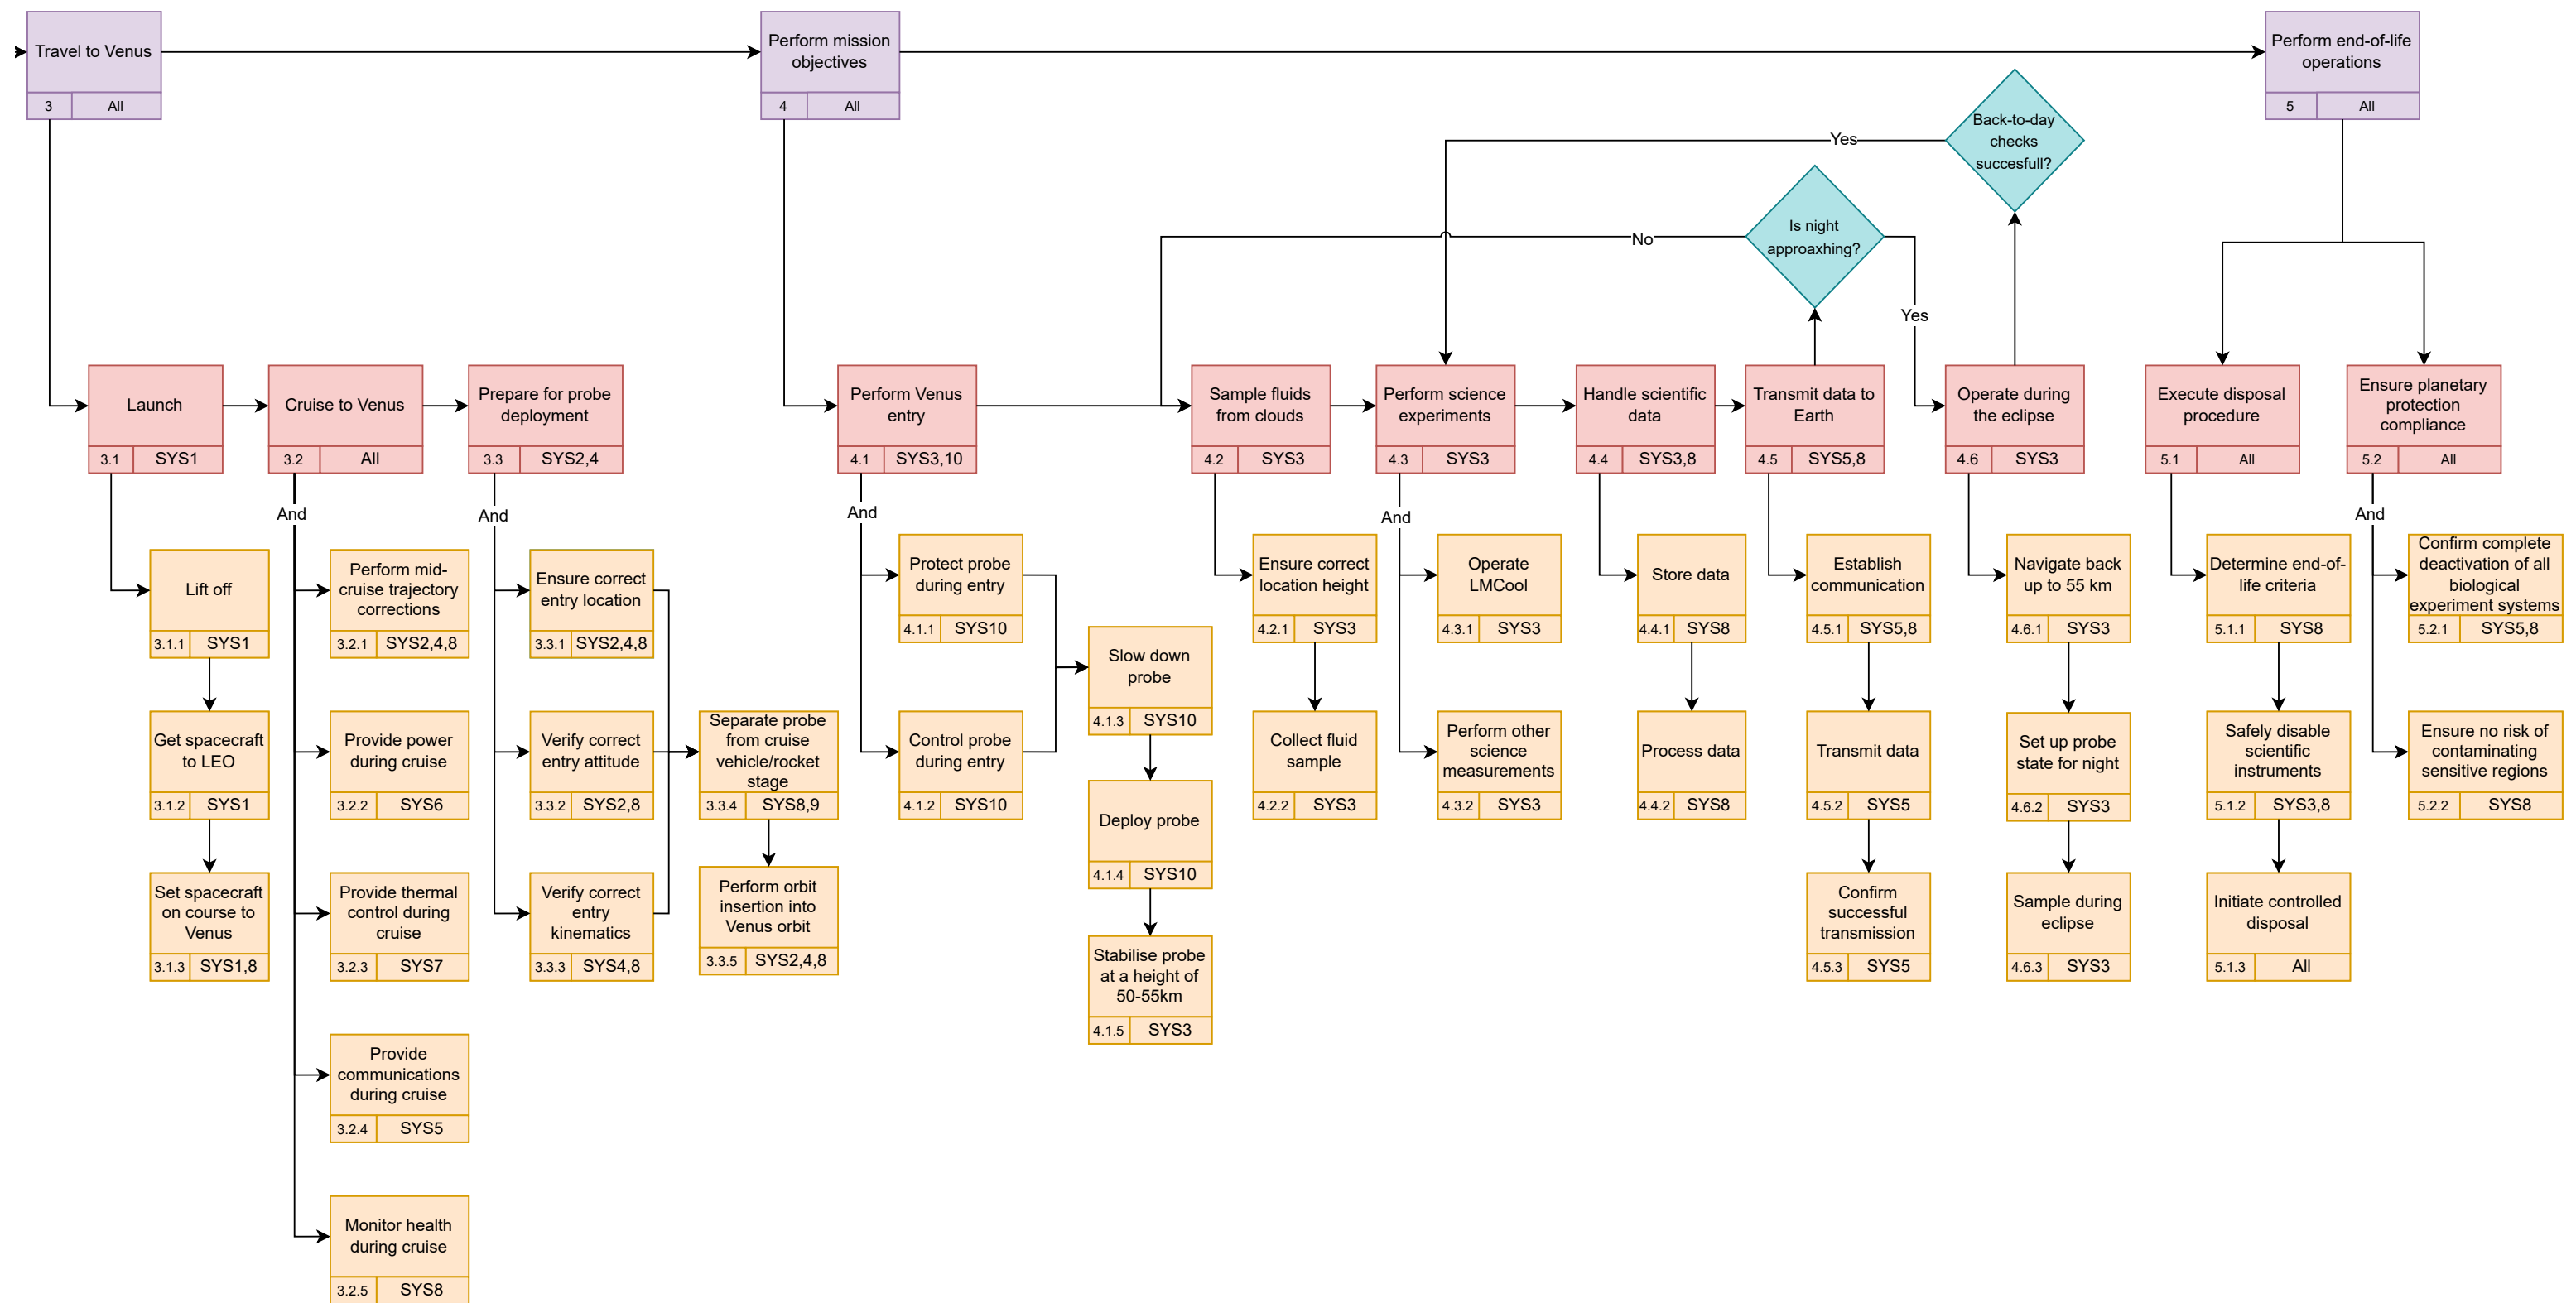 Travel to Venus
3
All
Perform mission
objectives
4
All
Perform end-of-life
operations
5
All
Back-to-day
checks
succesfull?
Yes
Is night
approaxhing?
No
Yes
Launch
3.1
SYS1
Cruise to Venus
3.2
All
Prepare for probe
deployment
3.3
SYS2,4
Perform Venus
entry
4.1
SYS3,10
Sample fluids
from clouds
4.2
SYS3
Perform science
experiments
4.3
SYS3
Handle scientific
data
4.4
SYS3,8
Transmit data to
Earth
4.5
SYS5,8
Operate during
the eclipse
4.6
SYS3
Execute disposal
procedure
5.1
All
Ensure planetary
protection
compliance
5.2
All
And
And
And
And
And
Lift off
3.1.1
SYS1
Get spacecraft
to LEO
3.1.2
SYS1
Set spacecraft
on course to
Venus
3.1.3
SYS1,8
Perform mid-
cruise trajectory
corrections
3.2.1
SYS2,4,8
Provide power
during cruise
3.2.2
SYS6
Provide thermal
control during
cruise
3.2.3
SYS7
Provide
communications
during cruise
3.2.4
SYS5
Monitor health
during cruise
3.2.5
SYS8
Ensure correct
entry location
3.3.1
SYS2,4,8
Verify correct
entry attitude
3.3.2
SYS2,8
Verify correct
entry
kinematics
3.3.3
SYS4,8
Separate probe
from cruise
vehicle/rocket
stage
3.3.4
SYS8,9
Perform orbit
insertion into
Venus orbit
3.3.5
SYS2,4,8
Protect probe
during entry
4.1.1
SYS10
Control probe
during entry
4.1.2
SYS10
Slow down
probe
4.1.3
SYS10
Deploy probe
4.1.4
SYS10
Stabilise probe
at a height of
50-55km
4.1.5
SYS3
Ensure correct
location height
4.2.1
SYS3
Collect fluid
sample
4.2.2
SYS3
Operate
LMCool
4.3.1
SYS3
Perform other
science
measurements
4.3.2
SYS3
Store data
4.4.1
SYS8
Process data
4.4.2
SYS8
Establish
communication
4.5.1
SYS5,8
Transmit data
4.5.2
SYS5
Confirm
successful
transmission
4.5.3
SYS5
Navigate back
up to 55 km
4.6.1
SYS3
Set up probe
state for night
4.6.2
SYS3
Sample during
eclipse
4.6.3
SYS3
Determine end-of-
life criteria
5.1.1
SYS8
Safely disable
scientific
instruments
5.1.2
SYS3,8
Initiate controlled
disposal
5.1.3
All
Confirm complete
deactivation of all
biological
experiment systems
5.2.1
SYS5,8
Ensure no risk of
contaminating
sensitive regions
5.2.2
SYS8